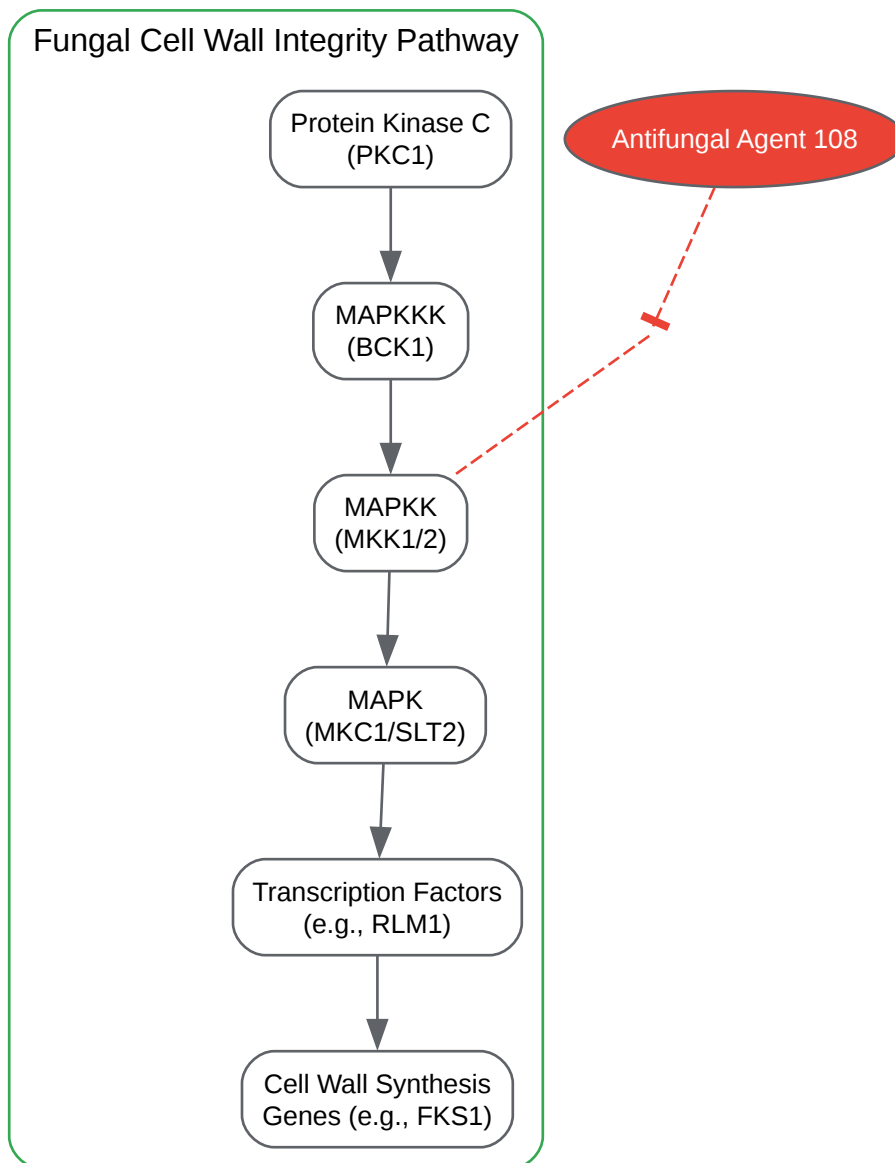 Fungal Cell Wall Integrity Pathway
Protein Kinase C
(PKC1)
Antifungal Agent 108
MAPKKK
(BCK1)
MAPKK
(MKK1/2)
MAPK
(MKC1/SLT2)
Transcription Factors
(e.g., RLM1)
Cell Wall Synthesis
Genes (e.g., FKS1)